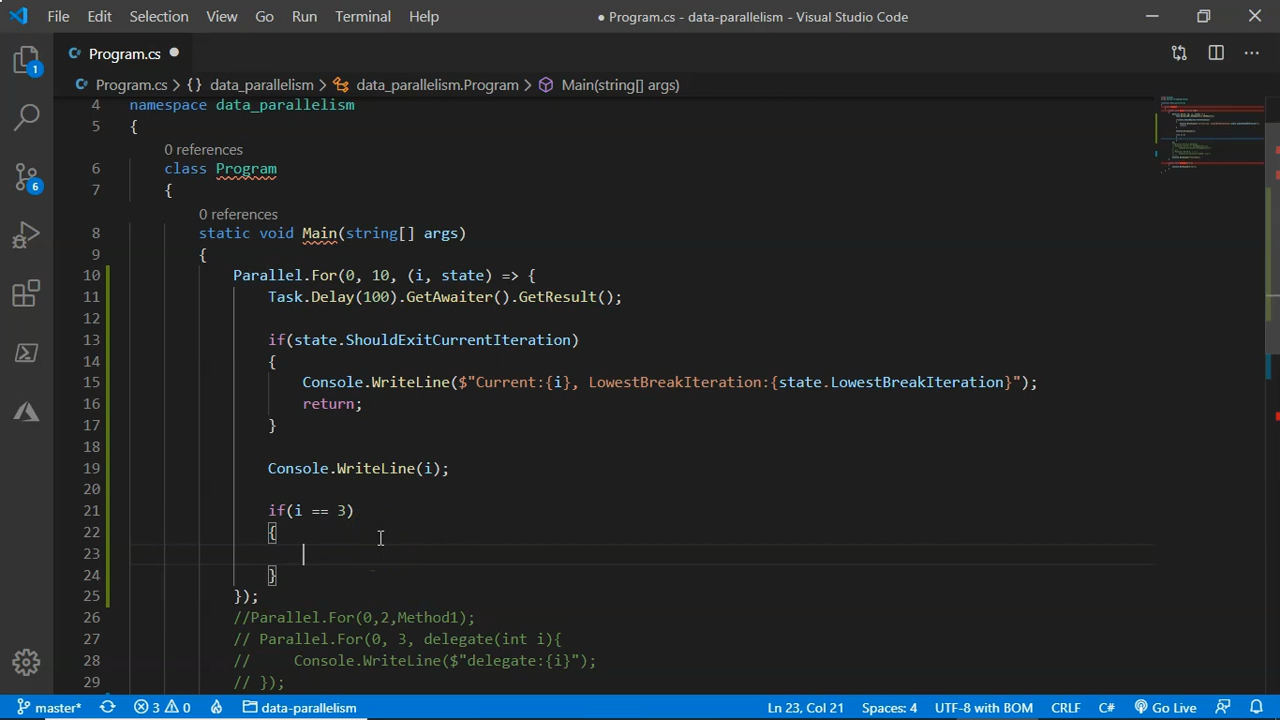 File Edit Selection View Go Run Terminal Help ● Program.cs - data-parallelism - Visual Studio Code
C# Program.cs ●
C# Program.cs > {} data_parallelism > data_parallelism.Program > Main(string[] args)
4 namespace data_parallelism
5 {
0 references
6 class Program
7 {
0 references
8 static void Main(string[] args)
9 {
10 Parallel.For(0, 10, (i, state) => {
11 Task.Delay(100).GetAwaiter().GetResult();
12
13 if(state.ShouldExitCurrentIteration)
14 {
15 Console.WriteLine($"Current:{i}, LowestBreakIteration:{state.LowestBreakIteration}");
16 return;
17 }
18
19 Console.WriteLine(i);
20
21 if(i == 3)
22 {
23
24 }
25 });
26 //Parallel.For(0,2,Method1);
27 // Parallel.For(0, 3, delegate(int i){
28 // Console.WriteLine($"delegate:{i}");
29 // });
1
6
master* 3 0 data-parallelism Ln 23, Col 21 Spaces: 4 UTF-8 with BOM CRLF C# Go Live